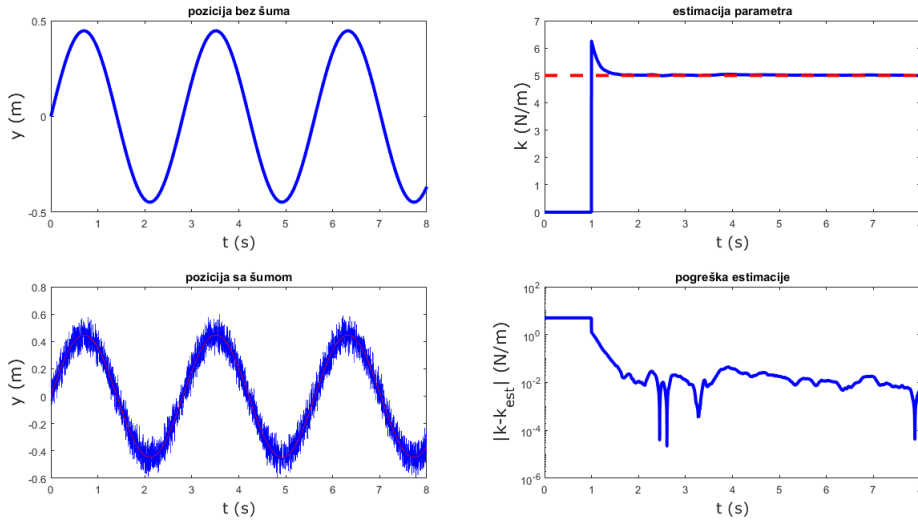 pozicija bez šuma
y (m)
0.5
0
-0.5
0 1 2 3 4 5 6 7 8
t (s)
estimacija parametra
k (N/m)
7
6
5
4
3
2
1
0
0 1 2 3 4 5 6 7 8
t (s)
pozicija sa šumom
y (m)
0.8
0.6
0.4
0.2
0
-0.2
-0.4
-0.6
0 1 2 3 4 5 6 7 8
t (s)
pogreška estimacije
|k-k_est| (N/m)
10^2
10^0
10^-2
10^-4
10^-6
0 1 2 3 4 5 6 7 8
t (s)